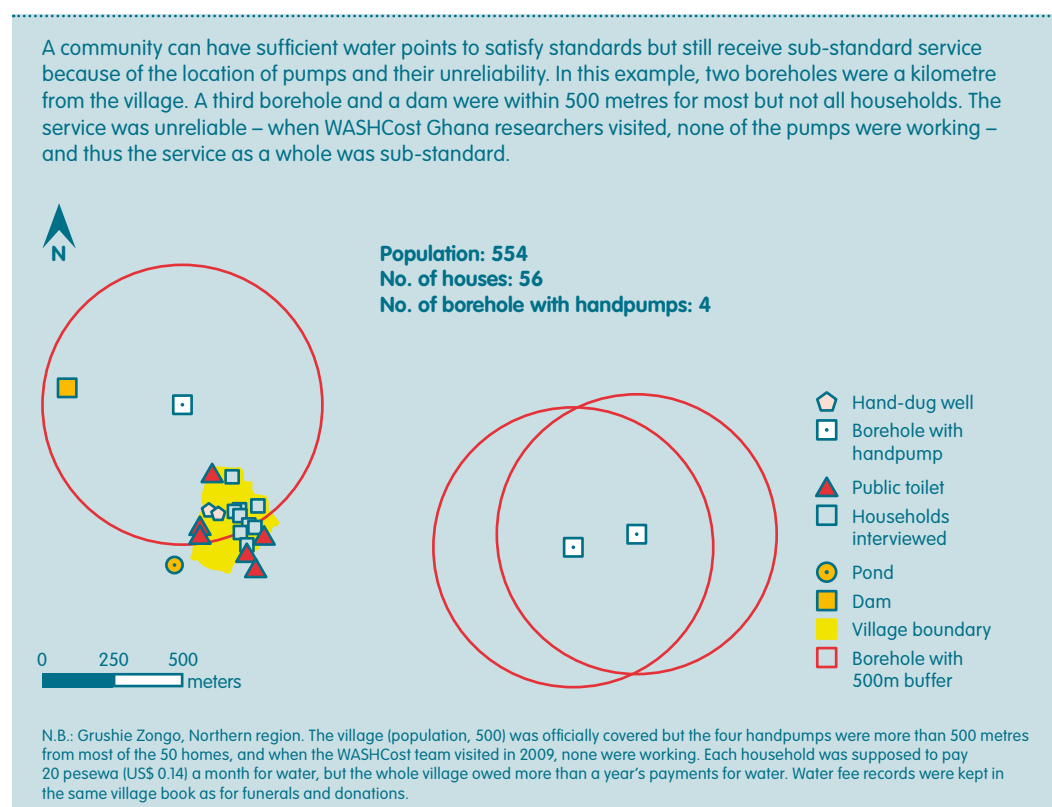 A community can have sufficient water points to satisfy standards but still receive sub-standard service
because of the location of pumps and their unreliability. In this example, two boreholes were a kilometre
from the village. A third borehole and a dam were within 500 metres for most but not all households. The
service was unreliable – when WASHCost Ghana researchers visited, none of the pumps were working –
and thus the service as a whole was sub-standard.
N
Population: 554
No. of houses: 56
No. of borehole with handpumps: 4
Hand-dug well
Borehole with
handpump
Public toilet
Households
interviewed
Pond
Dam
Village boundary
Borehole with
500m buffer
0 250 500
meters
N.B.: Grushie Zongo, Northern region. The village (population, 500) was officially covered but the four handpumps were more than 500 metres
from most of the 50 homes, and when the WASHCost team visited in 2009, none were working. Each household was supposed to pay
20 pesewa (US$ 0.14) a month for water, but the whole village owed more than a year's payments for water. Water fee records were kept in
the same village book as for funerals and donations.